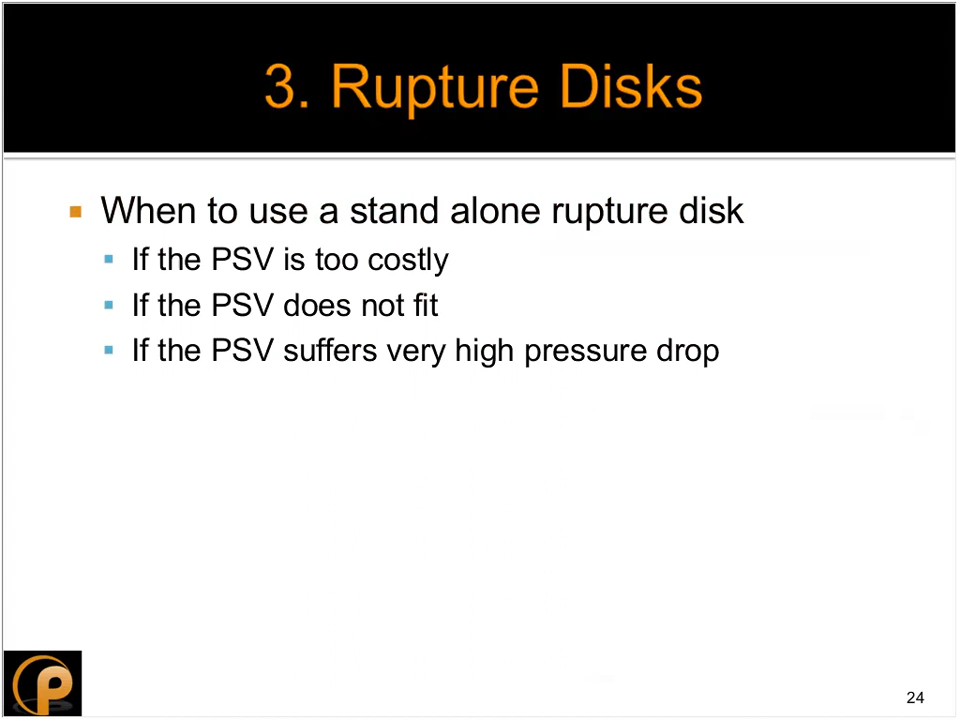 3. Rupture Disks
When to use a stand alone rupture disk
If the PSV is too costly
If the PSV does not fit
If the PSV suffers very high pressure drop
P
24